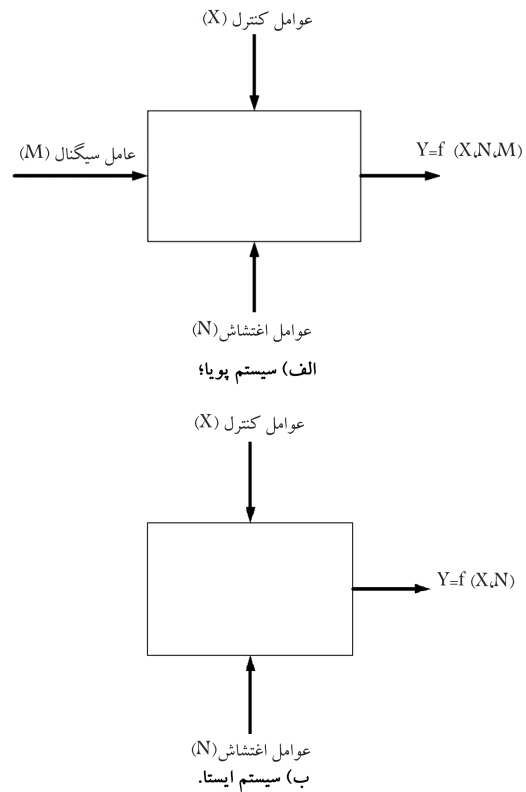 عوامل کنترل (X)
عامل سیگنال (M)
Y=f (X،N،M)
عوامل اغتشاش(N)
الف) سیستم پویا؛
عوامل کنترل (X)
Y=f (X،N)
عوامل اغتشاش(N)
ب) سیستم ایستا.